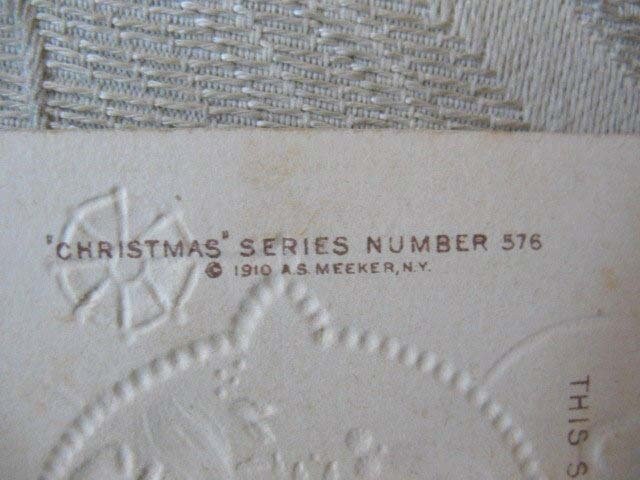 "CHRISTMAS" SERIES NUMBER 576
© 1910 A.S. MEEKER, N.Y.
THIS S